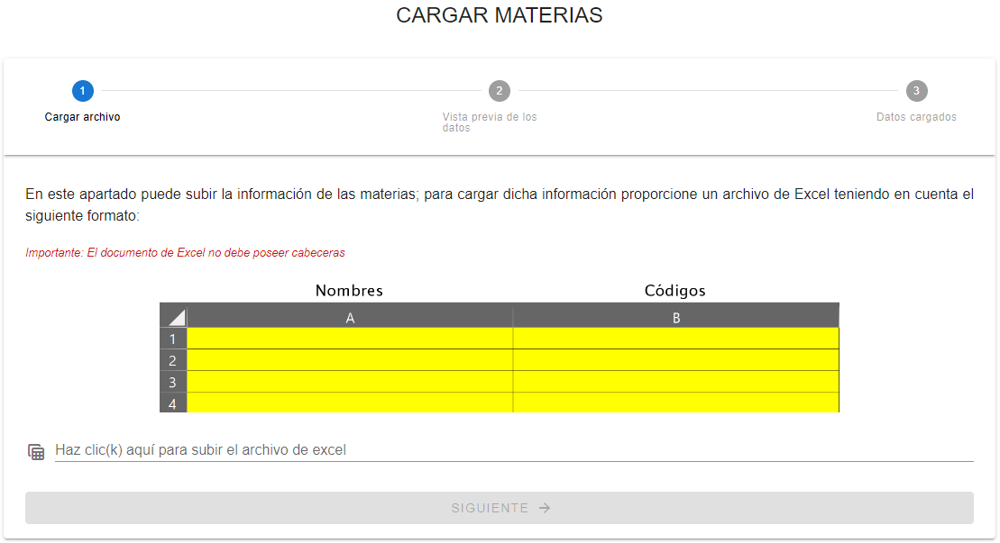 CARGAR MATERIAS
1
2
3
Cargar archivo
Vista previa de los
datos
Datos cargados
En este apartado puede subir la información de las materias; para cargar dicha información proporcione un archivo de Excel teniendo en cuenta el
siguiente formato:
Importante: El documento de Excel no debe poseer cabeceras
Nombres Códigos
A B
1
2
3
4
Haz clic(k) aquí para subir el archivo de excel
SIGUIENTE →